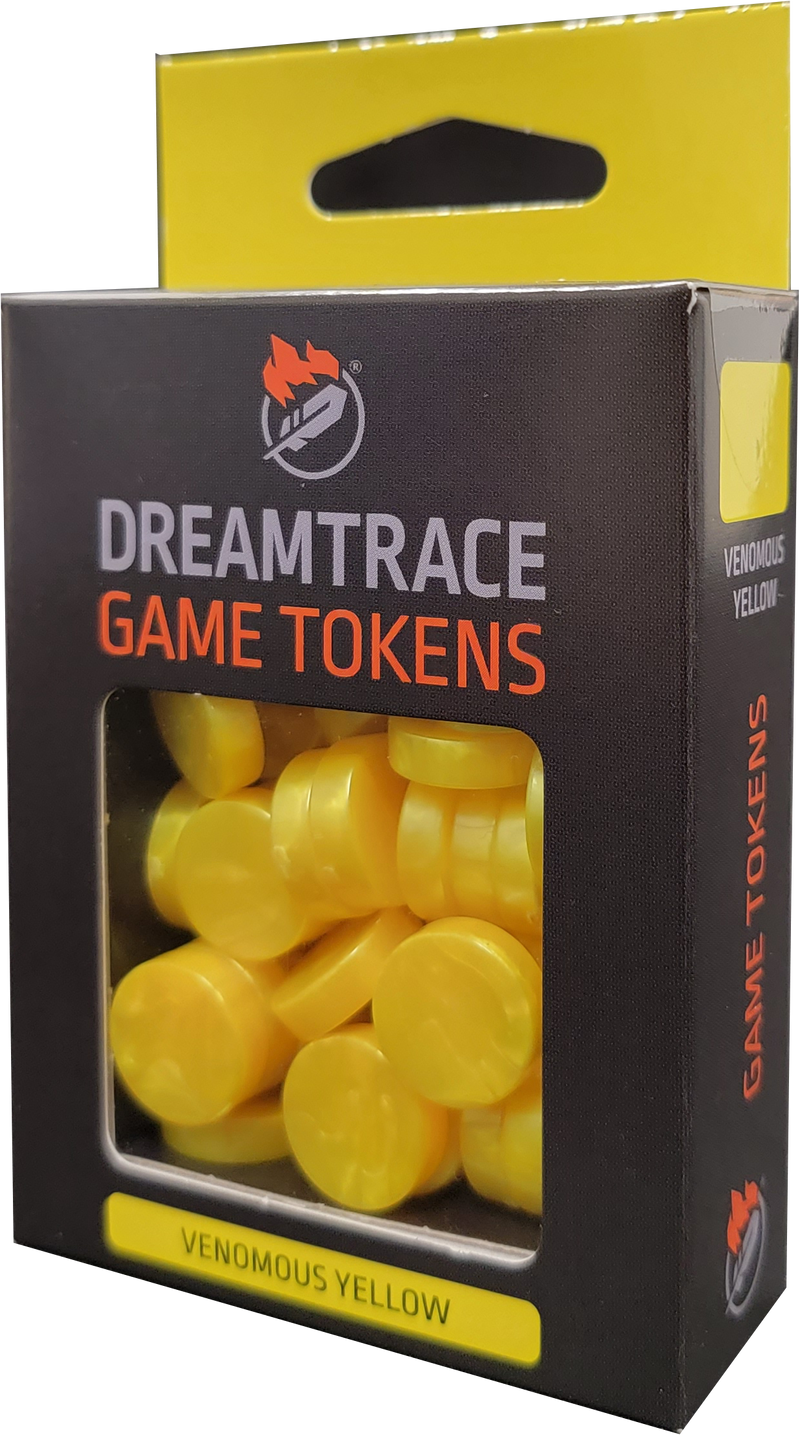 ®
DREAMTRACE
GAME TOKENS
VENOMOUS YELLOW
VENOMOUS
YELLOW
GAME TOKENS